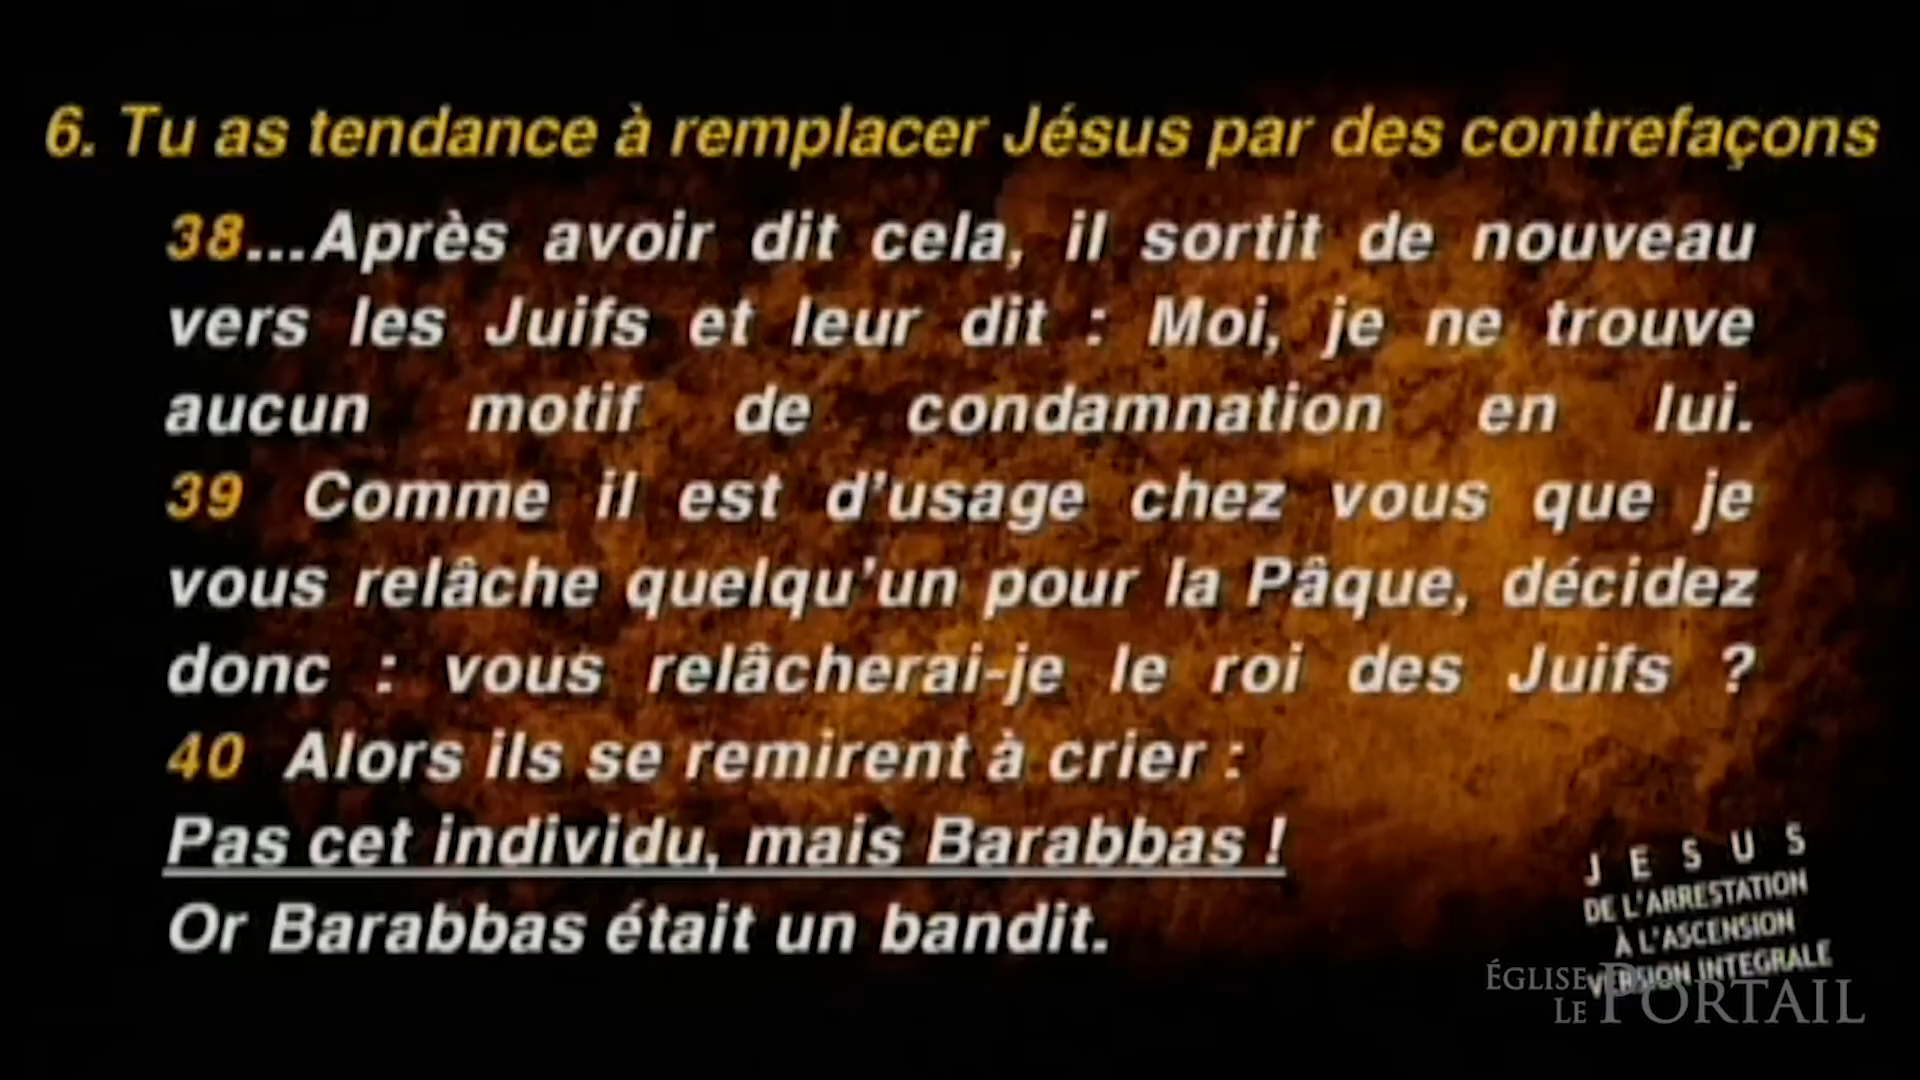 6. Tu as tendance à remplacer Jésus par des contrefaçons
38...Après avoir dit cela, il sortit de nouveau
vers les Juifs et leur dit : Moi, je ne trouve
aucun motif de condamnation en lui.
39 Comme il est d’usage chez vous que je
vous relâche quelqu’un pour la Pâque, décidez
donc : vous relâcherai-je le roi des Juifs ?
40 Alors ils se remirent à crier :
Pas cet individu, mais Barabbas !
Or Barabbas était un bandit.
JESUS
DE L'ARRESTATION
À L'ASCENSION
VERSION INTEGRALE
ÉGLISE
LE PORTAIL